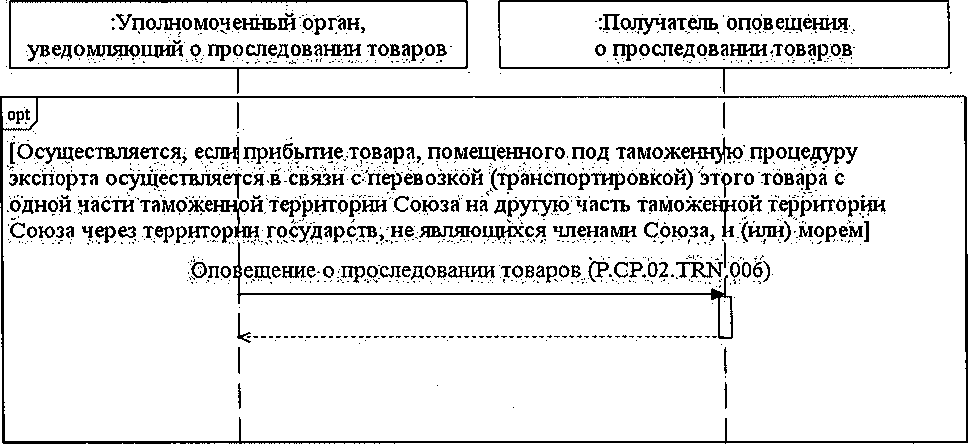 :Уполномоченный орган,
уведомляющий о проследовании товаров
:Получатель оповещения
о проследовании товаров
opt
[Осуществляется, если прибытие товара, помещенного под таможенную процедуру
экспорта осуществляется в связи с перевозкой (транспортировкой) этого товара с
одной части таможенной территории Союза на другую часть таможенной территории
Союза через территории государств, не являющихся членами Союза, и (или) морем]
Оповещение о проследовании товаров (P.CP.02.TRN.006)